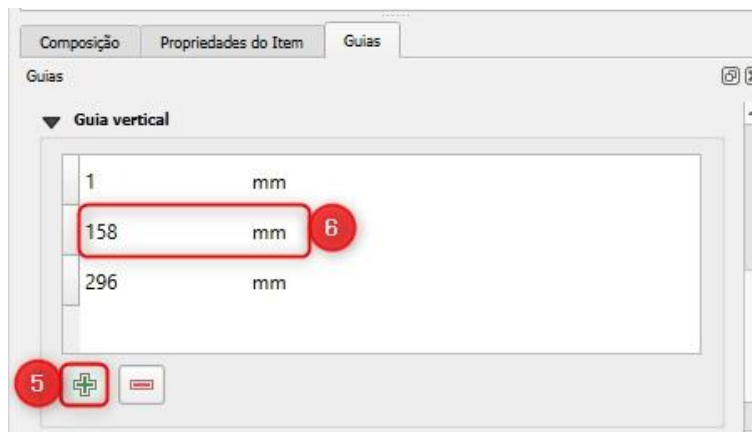 Composição Propriedades do Item Guias
Guias
Guia vertical
1 mm
158 mm 6
296 mm
5